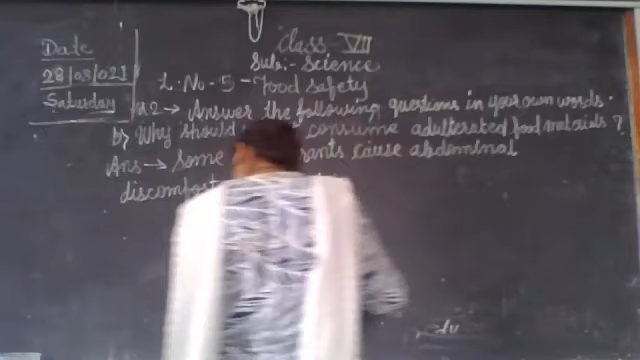 Date
28/08/021
Saturday
Class - VII
Sub:- Science
L.No-5 - Food Safety
Q2 → Answer the following questions in your own words.
b> Why should consume adulterated food materials?
Ans → Some cause abdominal